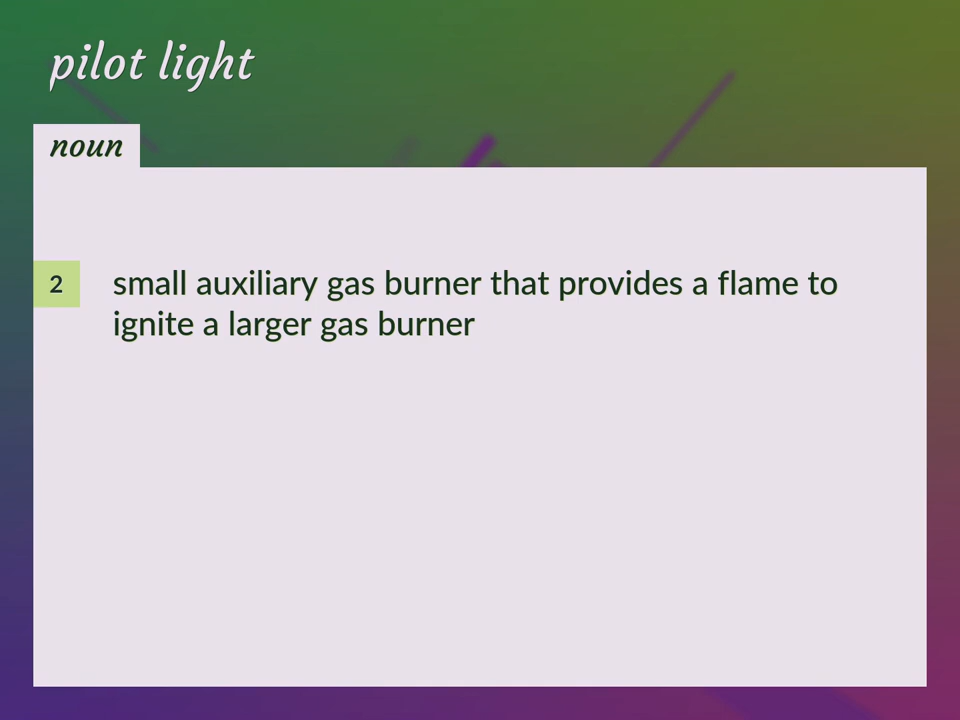 pilot light
noun
2
small auxiliary gas burner that provides a flame to
ignite a larger gas burner